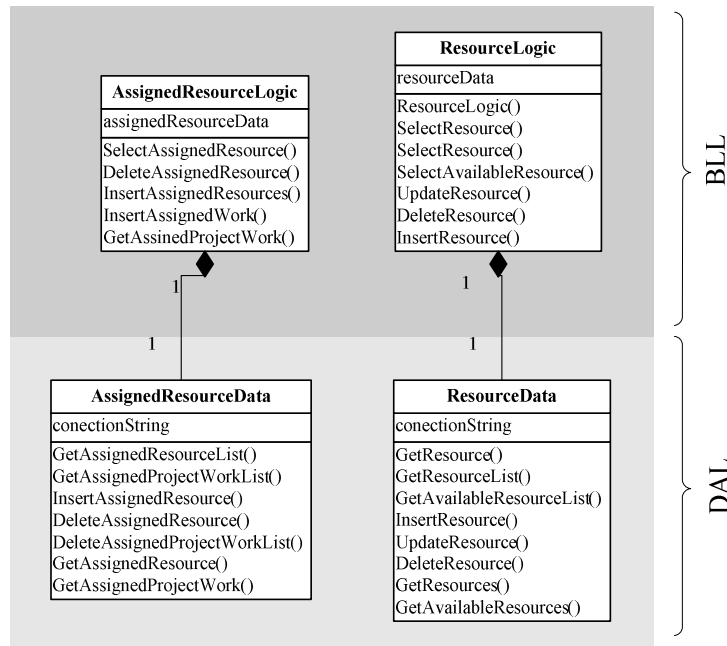 AssignedResourceLogic
assignedResourceData
SelectAssignedResource()
DeleteAssignedResource()
InsertAssignedResources()
InsertAssignedWork()
GetAssinedProjectWork()
ResourceLogic
resourceData
ResourceLogic()
SelectResource()
SelectResource()
SelectAvailableResource()
UpdateResource()
DeleteResource()
InsertResource()
BLL
1
1
1
1
AssignedResourceData
conectionString
GetAssignedResourceList()
GetAssignedProjectWorkList()
InsertAssignedResource()
DeleteAssignedResource()
DeleteAssignedProjectWorkList()
GetAssignedResource()
GetAssignedProjectWork()
ResourceData
conectionString
GetResource()
GetResourceList()
GetAvailableResourceList()
InsertResource()
UpdateResource()
DeleteResource()
GetResources()
GetAvailableResources()
DAL